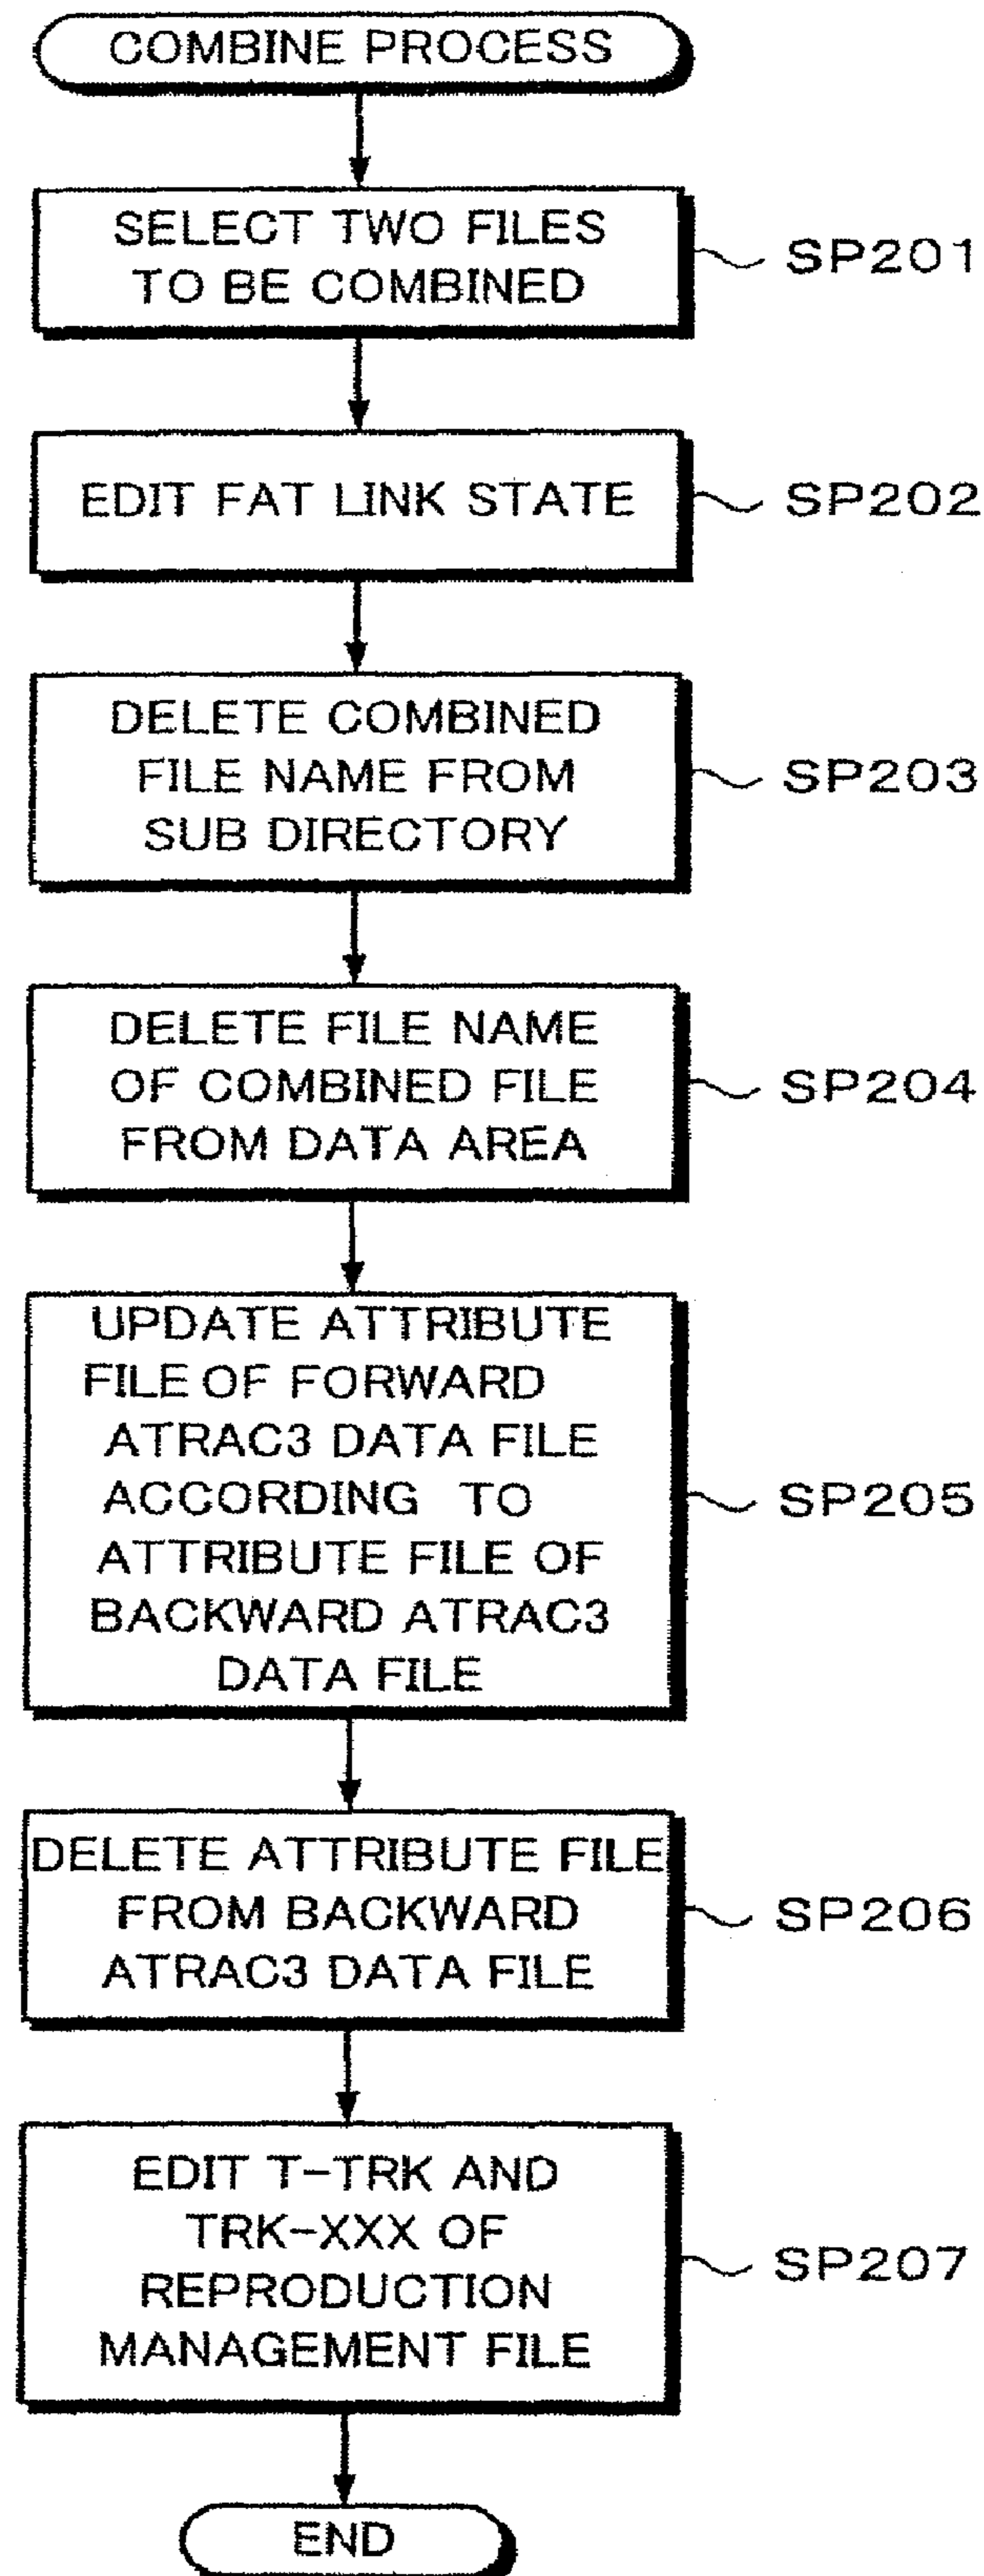 COMBINE PROCESS
SELECT TWO FILES
TO BE COMBINED
SP201
EDIT FAT LINK STATE
SP202
DELETE COMBINED
FILE NAME FROM
SUB DIRECTORY
SP203
DELETE FILE NAME
OF COMBINED FILE
FROM DATA AREA
SP204
UPDATE ATTRIBUTE
FILE OF FORWARD
ATRAC3 DATA FILE
ACCORDING TO
ATTRIBUTE FILE OF
BACKWARD ATRAC3
DATA FILE
SP205
DELETE ATTRIBUTE FILE
FROM BACKWARD
ATRAC3 DATA FILE
SP206
EDIT T-TRK AND
TRK-XXX OF
REPRODUCTION
MANAGEMENT FILE
SP207
END